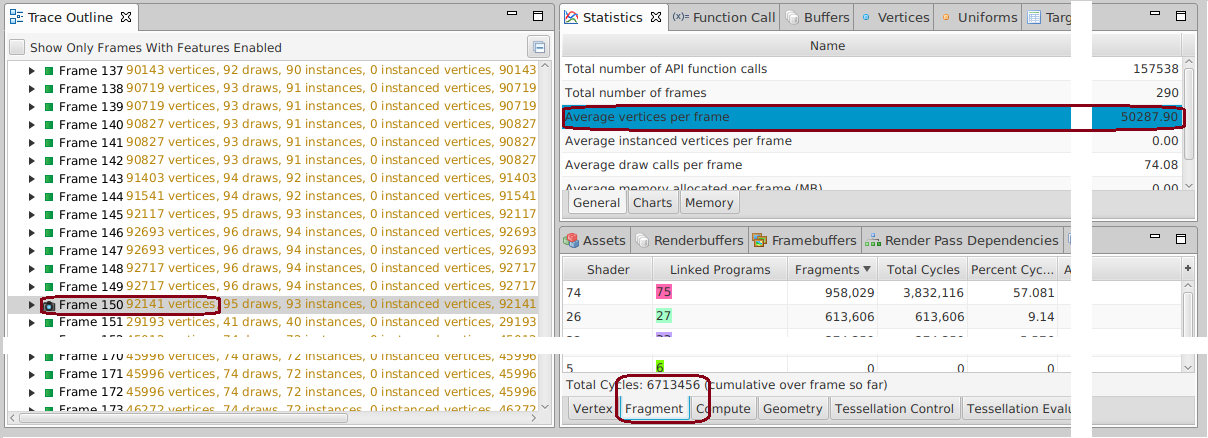 Trace Outline
Show Only Frames With Features Enabled
Frame 137 90143 vertices, 92 draws, 90 instances, 0 instanced vertices, 90143
Frame 138 90719 vertices, 93 draws, 91 instances, 0 instanced vertices, 90719
Frame 139 90719 vertices, 93 draws, 91 instances, 0 instanced vertices, 90719
Frame 140 90827 vertices, 93 draws, 91 instances, 0 instanced vertices, 90827
Frame 141 90827 vertices, 93 draws, 91 instances, 0 instanced vertices, 90827
Frame 142 90827 vertices, 93 draws, 91 instances, 0 instanced vertices, 90827
Frame 143 91403 vertices, 94 draws, 92 instances, 0 instanced vertices, 91403
Frame 144 91541 vertices, 94 draws, 92 instances, 0 instanced vertices, 91541
Frame 145 92117 vertices, 95 draws, 93 instances, 0 instanced vertices, 92117
Frame 146 92693 vertices, 96 draws, 94 instances, 0 instanced vertices, 92693
Frame 147 92693 vertices, 96 draws, 94 instances, 0 instanced vertices, 92693
Frame 148 92717 vertices, 96 draws, 94 instances, 0 instanced vertices, 92717
Frame 149 92717 vertices, 96 draws, 94 instances, 0 instanced vertices, 92717
Frame 150 92141 vertices, 95 draws, 93 instances, 0 instanced vertices, 92141
Frame 151 29193 vertices, 41 draws, 40 instances, 0 instanced vertices, 29193
Frame 170 45996 vertices, 74 draws, 72 instances, 0 instanced vertices, 45996
Frame 171 45996 vertices, 74 draws, 72 instances, 0 instanced vertices, 45996
Frame 172 45996 vertices, 74 draws, 72 instances, 0 instanced vertices, 45996
Frame 173 46272 vertices, 74 draws, 72 instances, 0 instanced vertices, 46272
Statistics (x)= Function Call Buffers Vertices Uniforms Targ
Name
Total number of API function calls 157538
Total number of frames 290
Average vertices per frame 50287.90
Average instanced vertices per frame 0.00
Average draw calls per frame 74.08
Average memory allocated per frame (MB) 0.00
General Charts Memory
Assets Renderbuffers Framebuffers Render Pass Dependencies
Shader Linked Programs Fragments Total Cycles Percent Cyc... A
74 75 958,029 3,832,116 57.081
26 27 613,606 613,606 9.14
5 6 0 0 0
Total Cycles: 6713456 (cumulative over frame so far)
Vertex Fragment Compute Geometry Tessellation Control Tessellation Evalu